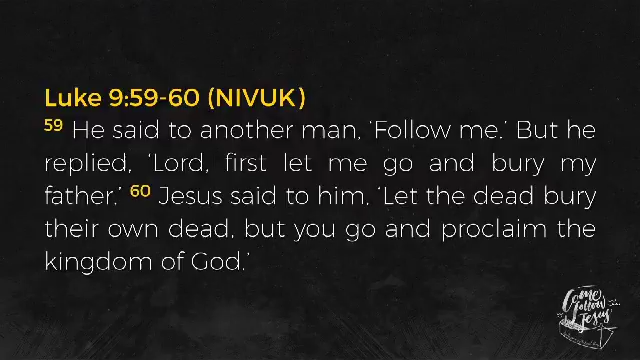 Luke 9:59-60 (NIVUK)
59 He said to another man, ‘Follow me.’ But he
replied, ‘Lord, first let me go and bury my
father.’ 60 Jesus said to him, ‘Let the dead bury
their own dead, but you go and proclaim the
kingdom of God.’
Come
follow
Jesus